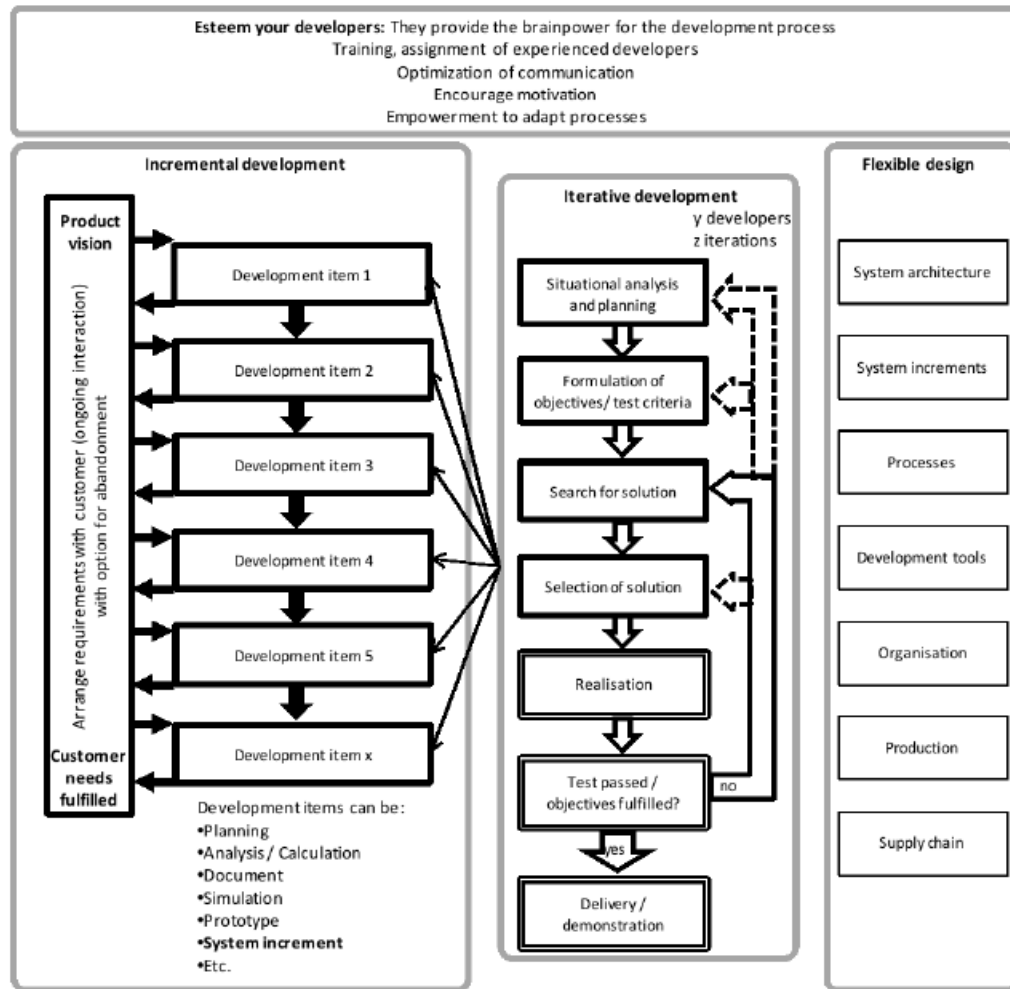 Esteem your developers: They provide the brainpower for the development process
Training, assignment of experienced developers
Optimization of communication
Encourage motivation
Empowerment to adapt processes
Incremental development
Product
vision
Arrange requirements with customer (ongoing interaction)
with option for abandonment
Customer
needs
fulfilled
Development item 1
Development item 2
Development item 3
Development item 4
Development item 5
Development item x
Development items can be:
•Planning
•Analysis / Calculation
•Document
•Simulation
•Prototype
•System increment
•Etc.
Iterative development
y developers
z iterations
Situational analysis
and planning
Formulation of
objectives/ test criteria
Search for solution
Selection of solution
Realisation
Test passed /
objectives fulfilled?
no
yes
Delivery /
demonstration
Flexible design
System architecture
System increments
Processes
Development tools
Organisation
Production
Supply chain